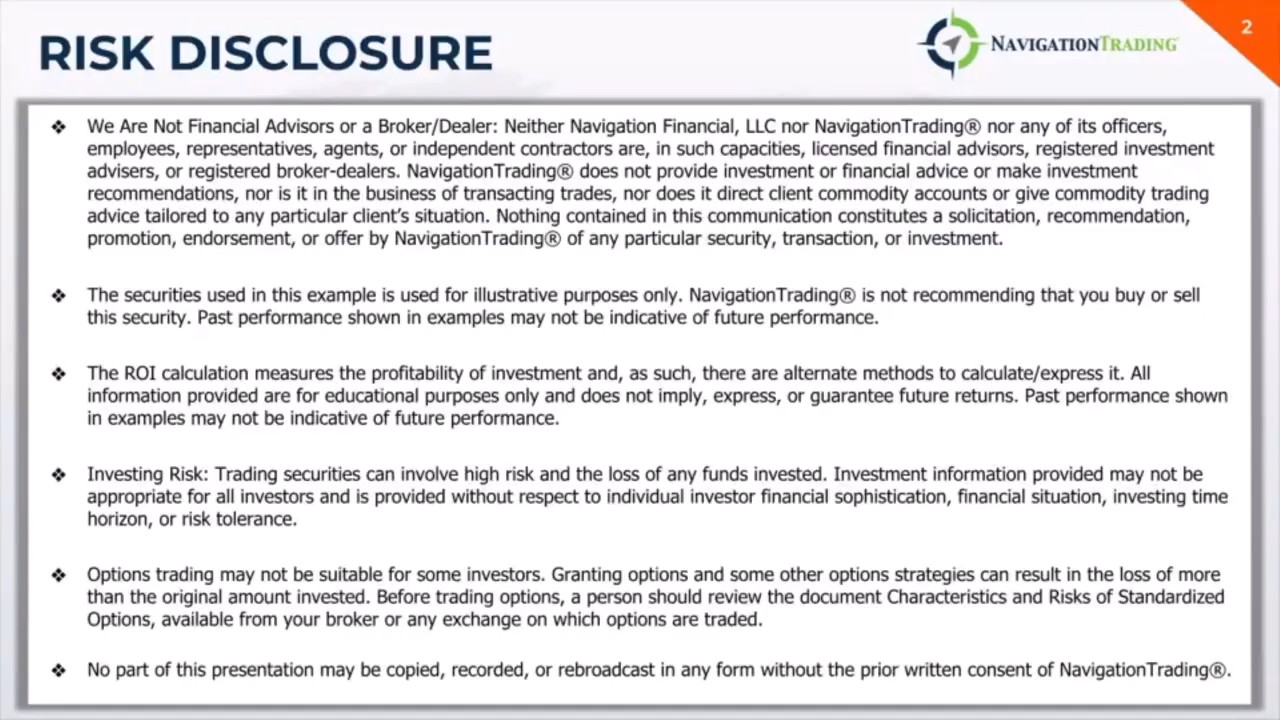 RISK DISCLOSURE
NAVIGATIONTRADING
2
❖ We Are Not Financial Advisors or a Broker/Dealer: Neither Navigation Financial, LLC nor NavigationTrading® nor any of its officers,
employees, representatives, agents, or independent contractors are, in such capacities, licensed financial advisors, registered investment
advisers, or registered broker-dealers. NavigationTrading® does not provide investment or financial advice or make investment
recommendations, nor is it in the business of transacting trades, nor does it direct client commodity accounts or give commodity trading
advice tailored to any particular client's situation. Nothing contained in this communication constitutes a solicitation, recommendation,
promotion, endorsement, or offer by NavigationTrading® of any particular security, transaction, or investment.
❖ The securities used in this example is used for illustrative purposes only. NavigationTrading® is not recommending that you buy or sell
this security. Past performance shown in examples may not be indicative of future performance.
❖ The ROI calculation measures the profitability of investment and, as such, there are alternate methods to calculate/express it. All
information provided are for educational purposes only and does not imply, express, or guarantee future returns. Past performance shown
in examples may not be indicative of future performance.
❖ Investing Risk: Trading securities can involve high risk and the loss of any funds invested. Investment information provided may not be
appropriate for all investors and is provided without respect to individual investor financial sophistication, financial situation, investing time
horizon, or risk tolerance.
❖ Options trading may not be suitable for some investors. Granting options and some other options strategies can result in the loss of more
than the original amount invested. Before trading options, a person should review the document Characteristics and Risks of Standardized
Options, available from your broker or any exchange on which options are traded.
❖ No part of this presentation may be copied, recorded, or rebroadcast in any form without the prior written consent of NavigationTrading®.